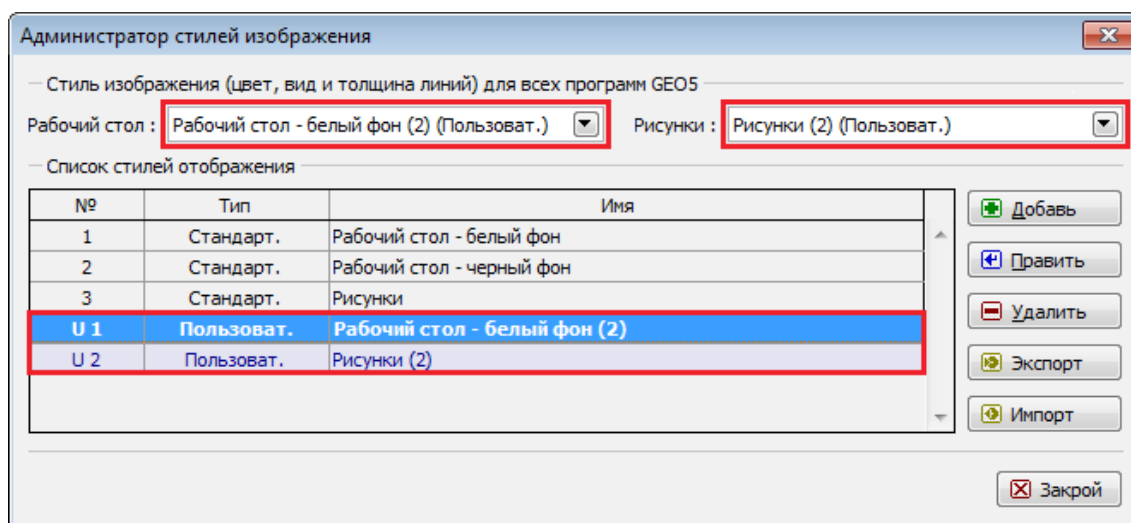 Администратор стилей изображения
Стиль изображения (цвет, вид и толщина линий) для всех программ GEO5
Рабочий стол : Рабочий стол - белый фон (2) (Пользоват.) Рисунки : Рисунки (2) (Пользоват.)
Список стилей отображения
№ Тип Имя
1 Стандарт. Рабочий стол - белый фон
2 Стандарт. Рабочий стол - черный фон
3 Стандарт. Рисунки
U 1 Пользоват. Рабочий стол - белый фон (2)
U 2 Пользоват. Рисунки (2)
Добавь
Править
Удалить
Экспорт
Импорт
Закрой